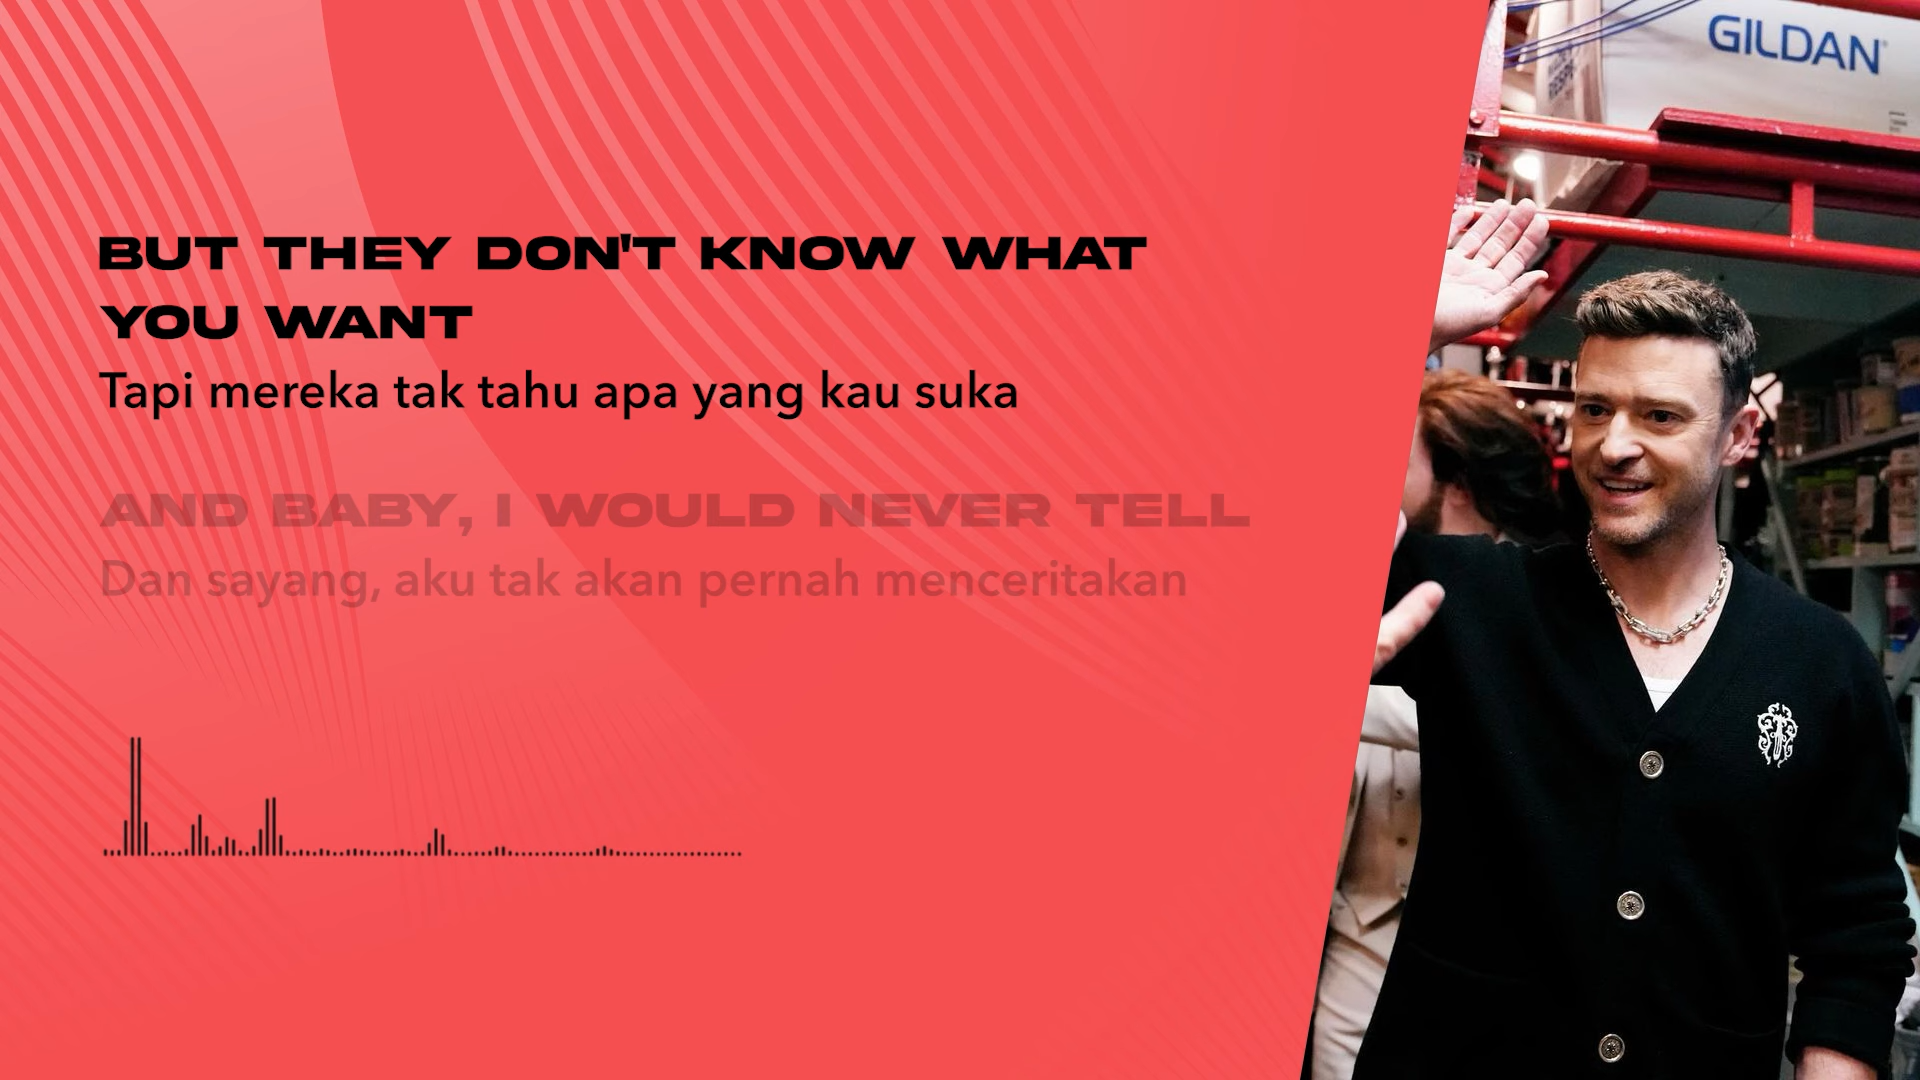 BUT THEY DON'T KNOW WHAT
YOU WANT
Tapi mereka tak tahu apa yang kau suka
AND BABY, I WOULD NEVER TELL
Dan sayang, aku tak akan pernah menceritakan
GILDAN